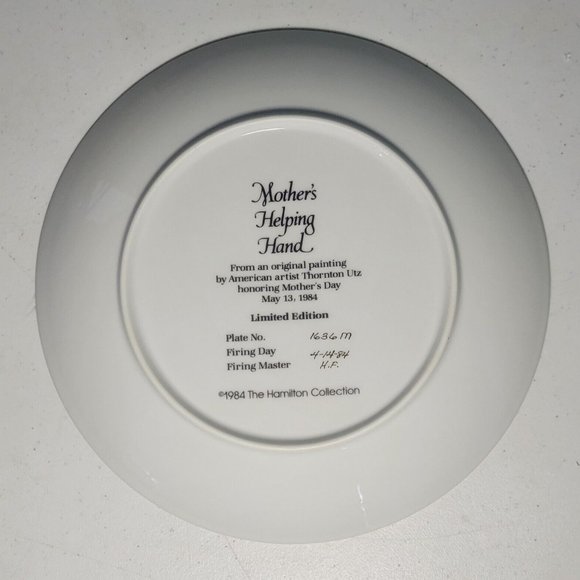 Mother's
Helping
Hand
From an original painting
by American artist Thornton Utz
honoring Mother's Day
May 13, 1984
Limited Edition
Plate No. 1636M
Firing Day 4-14-84
Firing Master H.F.
©1984 The Hamilton Collection